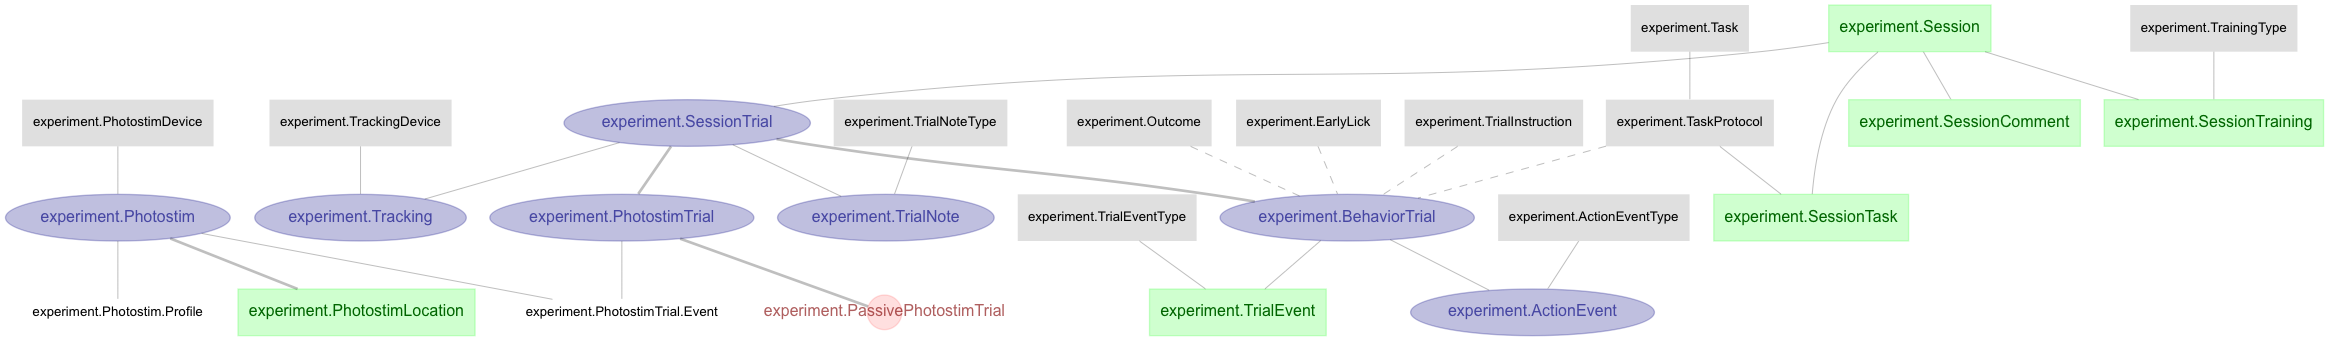 experiment.Task
experiment.Session
experiment.TrainingType
experiment.PhotostimDevice
experiment.TrackingDevice
experiment.SessionTrial
experiment.TrialNoteType
experiment.Outcome
experiment.EarlyLick
experiment.TrialInstruction
experiment.TaskProtocol
experiment.SessionComment
experiment.SessionTraining
experiment.Photostim
experiment.Tracking
experiment.PhotostimTrial
experiment.TrialNote
experiment.TrialEventType
experiment.BehaviorTrial
experiment.ActionEventType
experiment.SessionTask
experiment.Photostim.Profile
experiment.PhotostimLocation
experiment.PhotostimTrial.Event
experiment.PassivePhotostimTrial
experiment.TrialEvent
experiment.ActionEvent